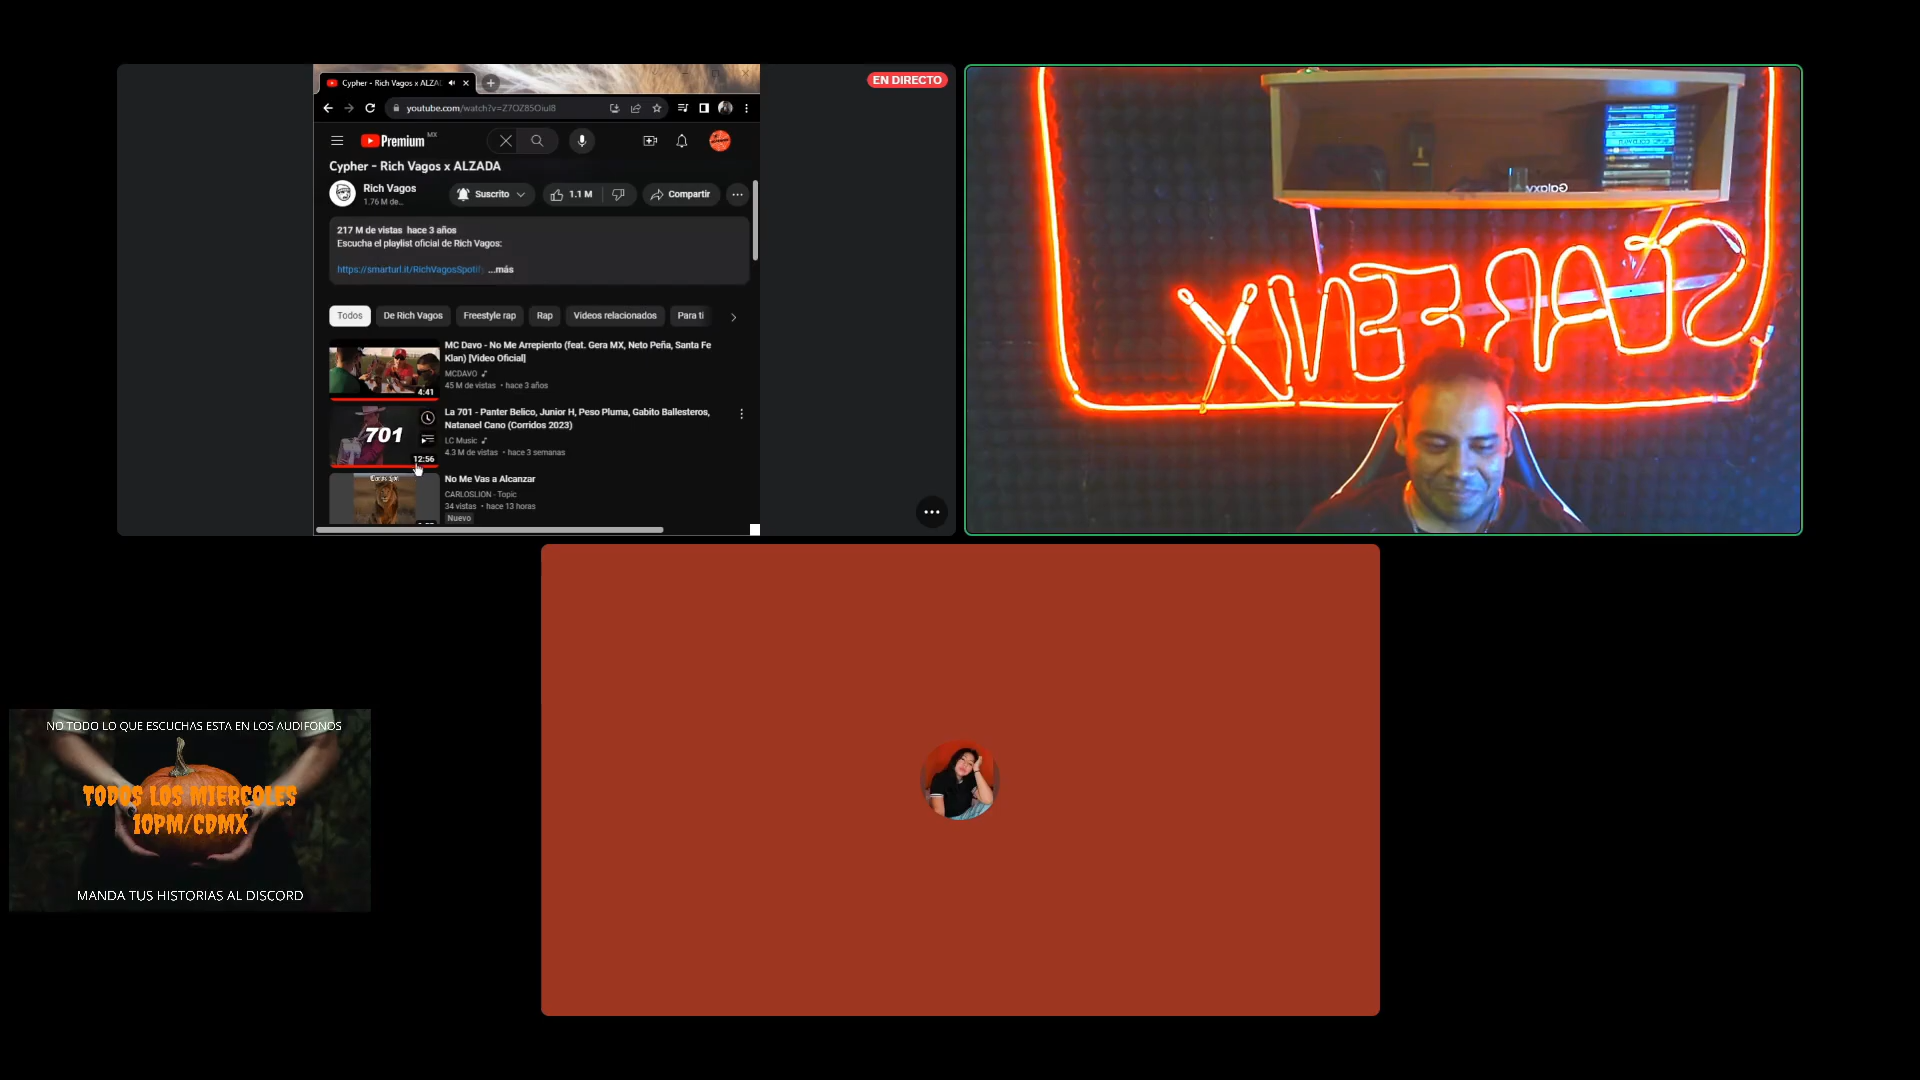 Cypher - Rich Vagos x ALZA
youtube.com/watch?v=Z7OZ85Oiul8
EN DIRECTO
Premium MX
Cypher - Rich Vagos x ALZADA
Rich Vagos
1.76 M de...
Suscrito
1.1 M
Compartir
217 M de vistas hace 3 años
Escucha el playlist oficial de Rich Vagos:
https://smarturl.it/RichVagosSpotif ...más
Todos
De Rich Vagos
Freestyle rap
Rap
Videos relacionados
Para ti
MC Davo - No Me Arrepiento (feat. Gera MX, Neto Peña, Santa Fe
Klan) [Video Oficial]
MCDAVO
45 M de vistas • hace 3 años
4:41
La 701 - Panter Belico, Junior H, Peso Pluma, Gabito Ballesteros,
Natanael Cano (Corridos 2023)
LC Music
4.3 M de vistas • hace 3 semanas
701
12:56
No Me Vas a Alcanzar
CARLOSLION - Topic
34 vistas • hace 13 horas
Nuevo
Galaxy
STARFENIX
NO TODO LO QUE ESCUCHAS ESTA EN LOS AUDIFONOS
TODOS LOS MIERCOLES
10PM/CDMX
MANDA TUS HISTORIAS AL DISCORD